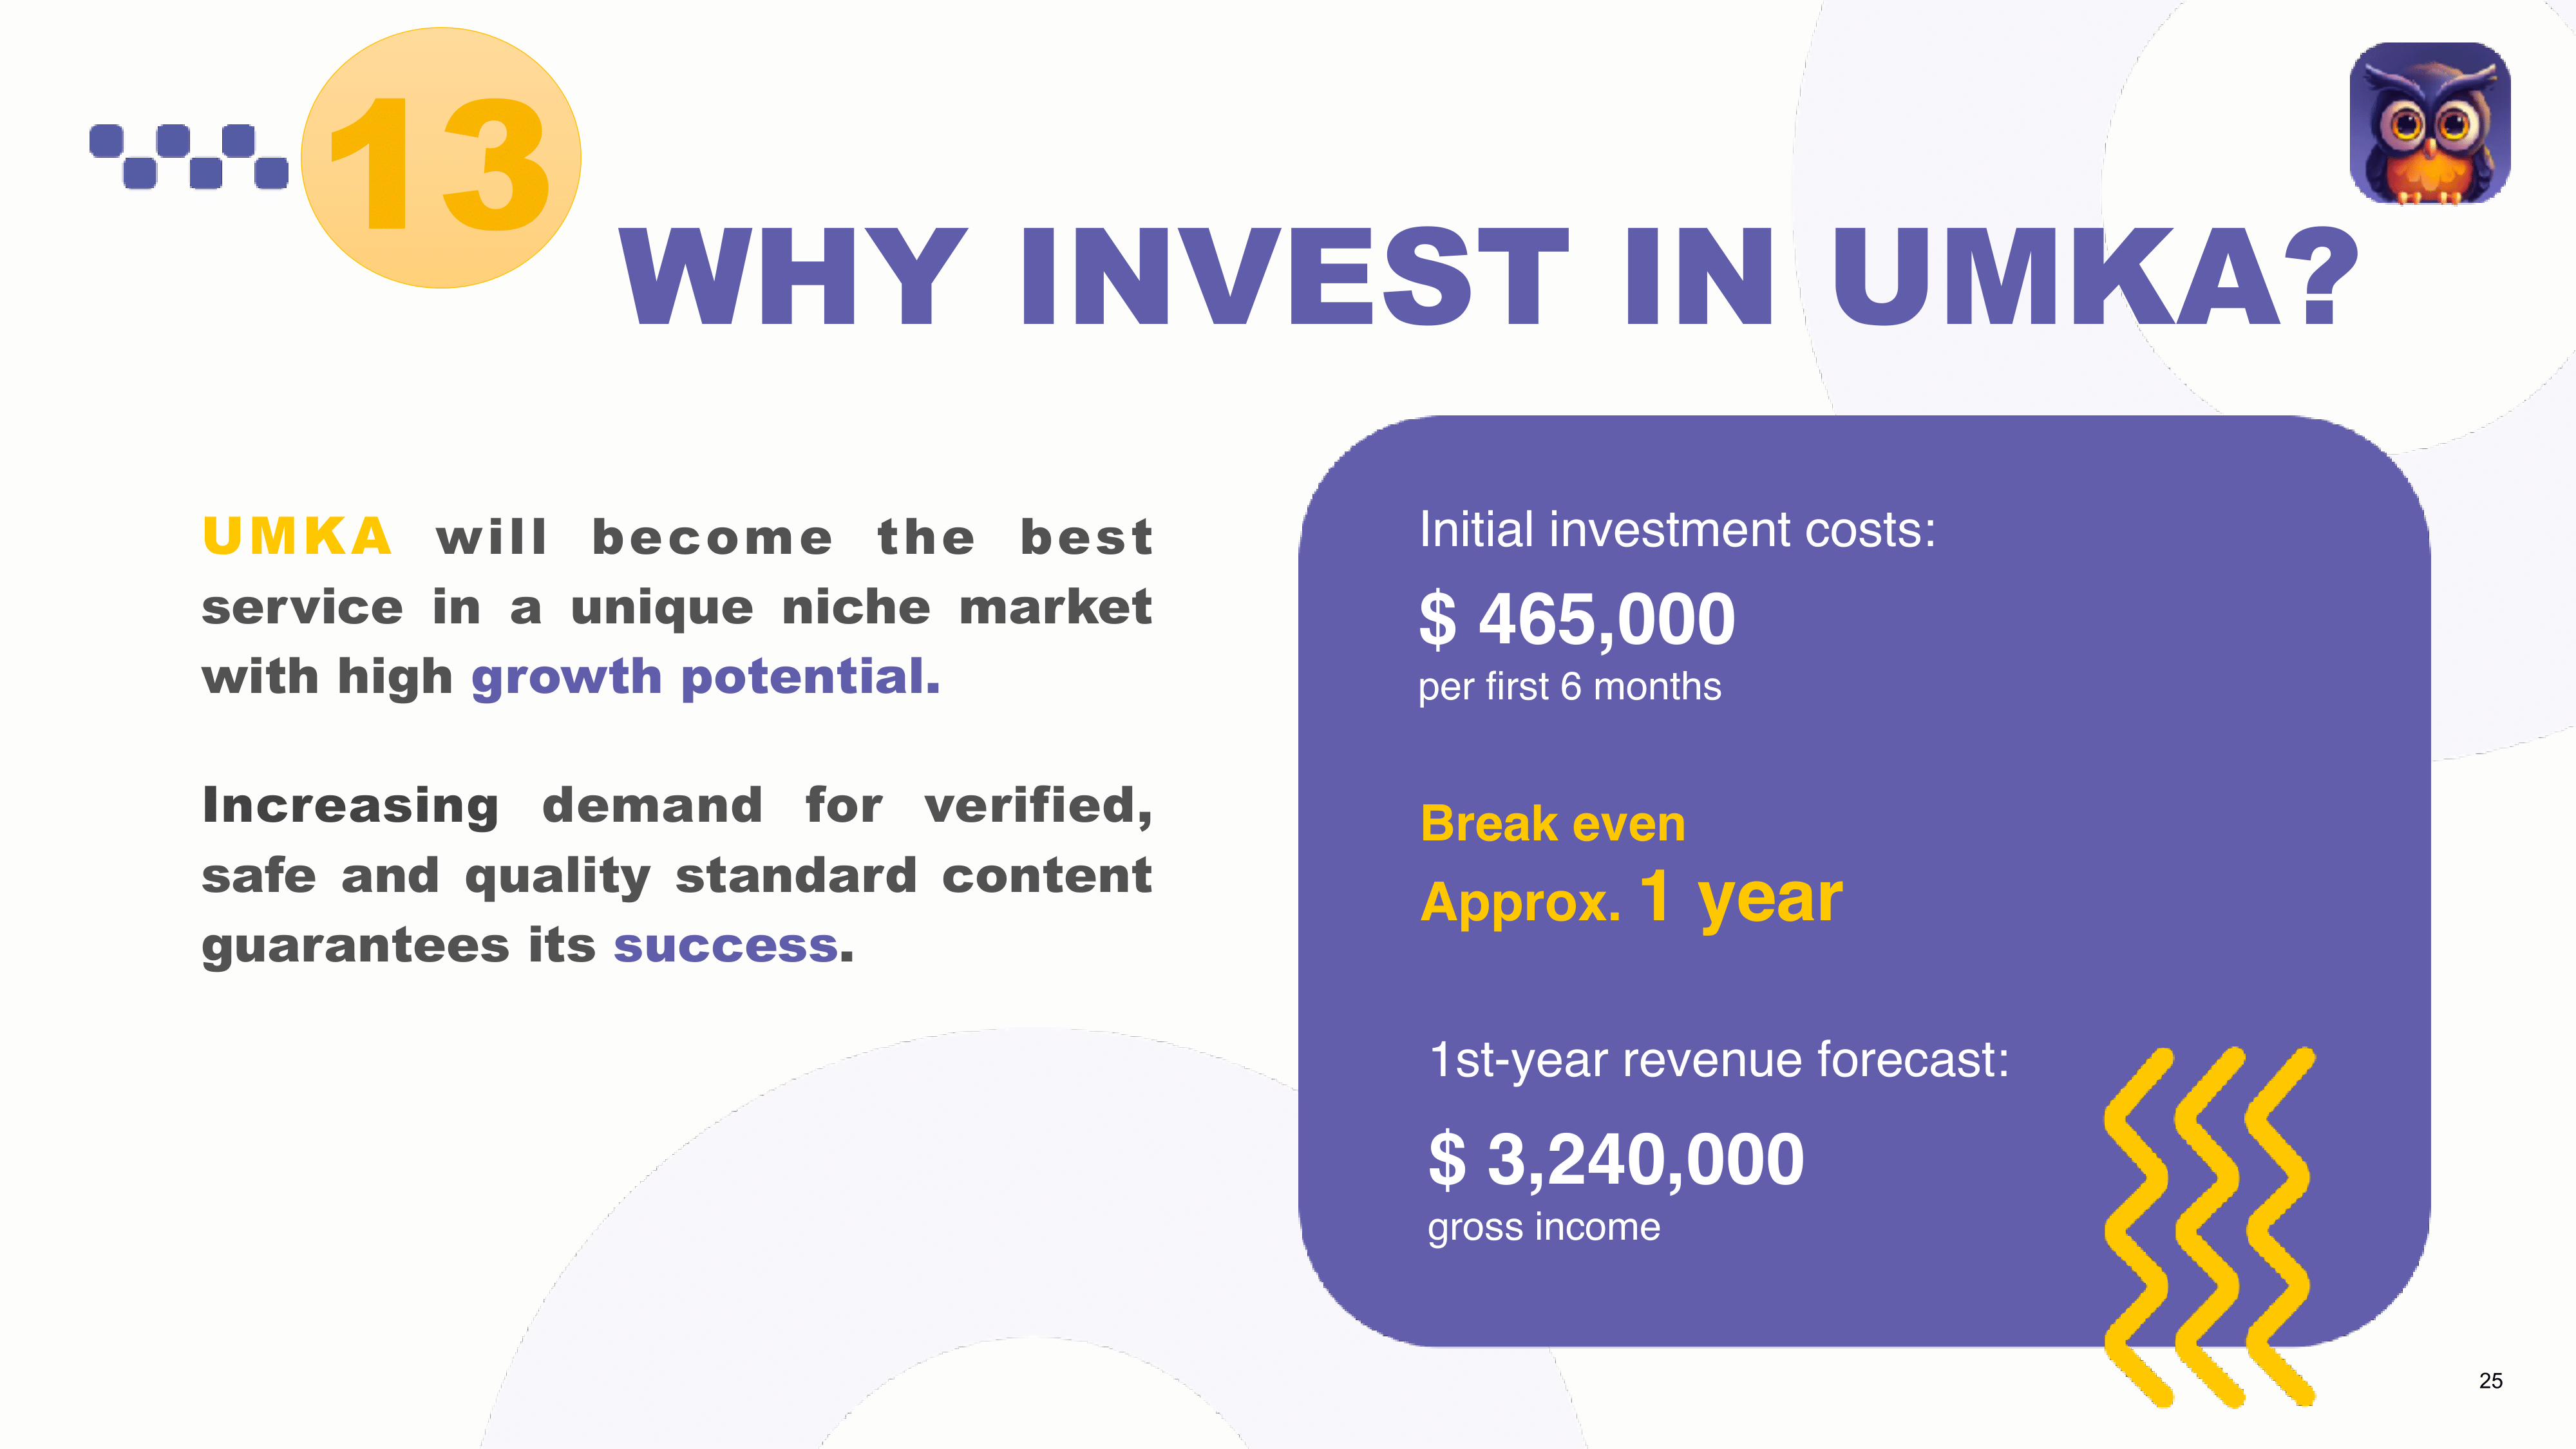 13
WHY INVEST IN UMKA?
UMKA will become the best
service in a unique niche market
with high growth potential.
Increasing demand for verified,
safe and quality standard content
guarantees its success.
Initial investment costs:
$ 465,000
per first 6 months
Break even
Approx. 1 year
1st-year revenue forecast:
$ 3,240,000
gross income
25